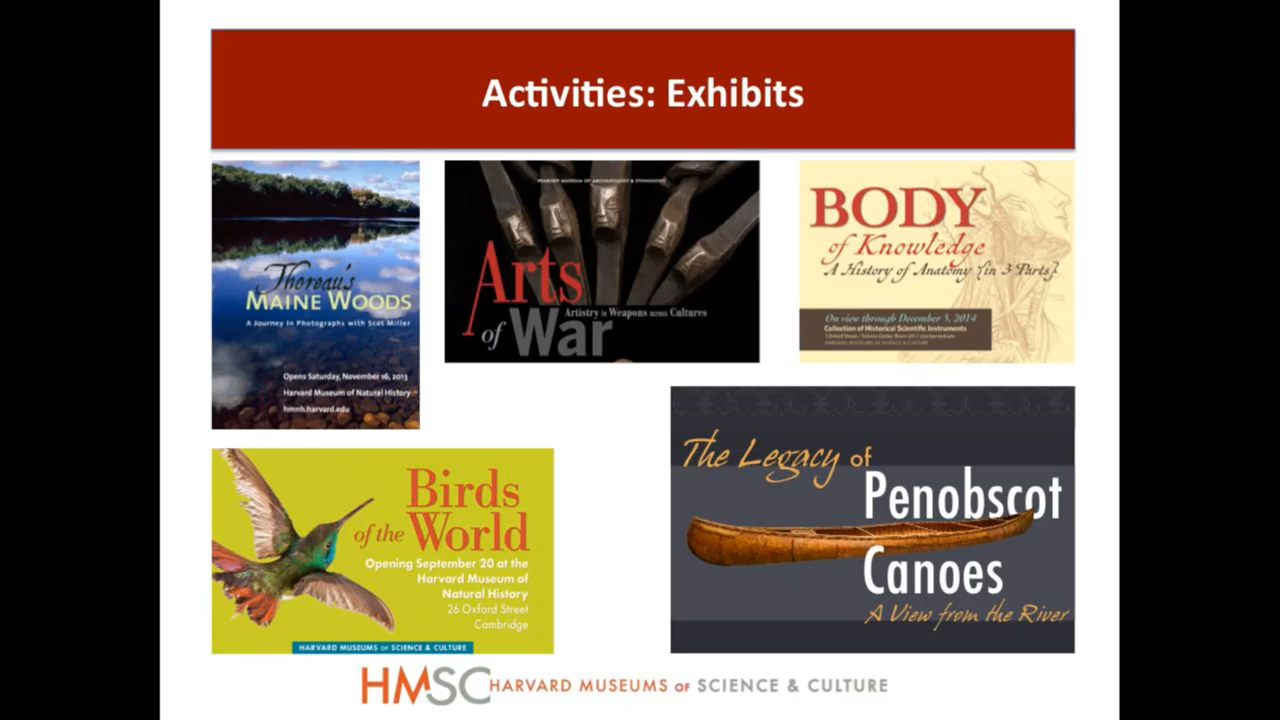 Activities: Exhibits
Thoreau's
MAINE WOODS
A Journey in Photographs with Scot Miller
Opens Saturday, November 16, 2013
Harvard Museum of Natural History
hmnh.harvard.edu
PEABODY MUSEUM OF ARCHAEOLOGY & ETHNOLOGY
Arts
of War
Artistry in Weapons across Cultures
BODY
of Knowledge
A History of Anatomy {in 3 Parts}
On view through December 5, 2014
Collection of Historical Scientific Instruments
HARVARD MUSEUMS OF SCIENCE & CULTURE
Birds
of the World
Opening September 20 at the
Harvard Museum of
Natural History
26 Oxford Street
Cambridge
HARVARD MUSEUMS OF SCIENCE & CULTURE
The Legacy of
Penobscot
Canoes
A View from the River
HMSC HARVARD MUSEUMS OF SCIENCE & CULTURE